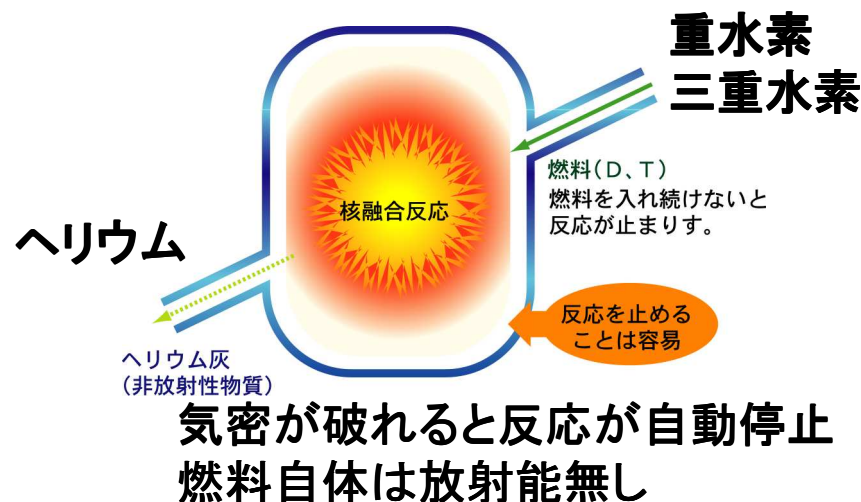 重水素
三重水素
燃料(D、T)
燃料を入れ続けないと
反応が止まりす。
核融合反応
ヘリウム
反応を止める
ことは容易
ヘリウム灰
(非放射性物質)
気密が破れると反応が自動停止
燃料自体は放射能無し